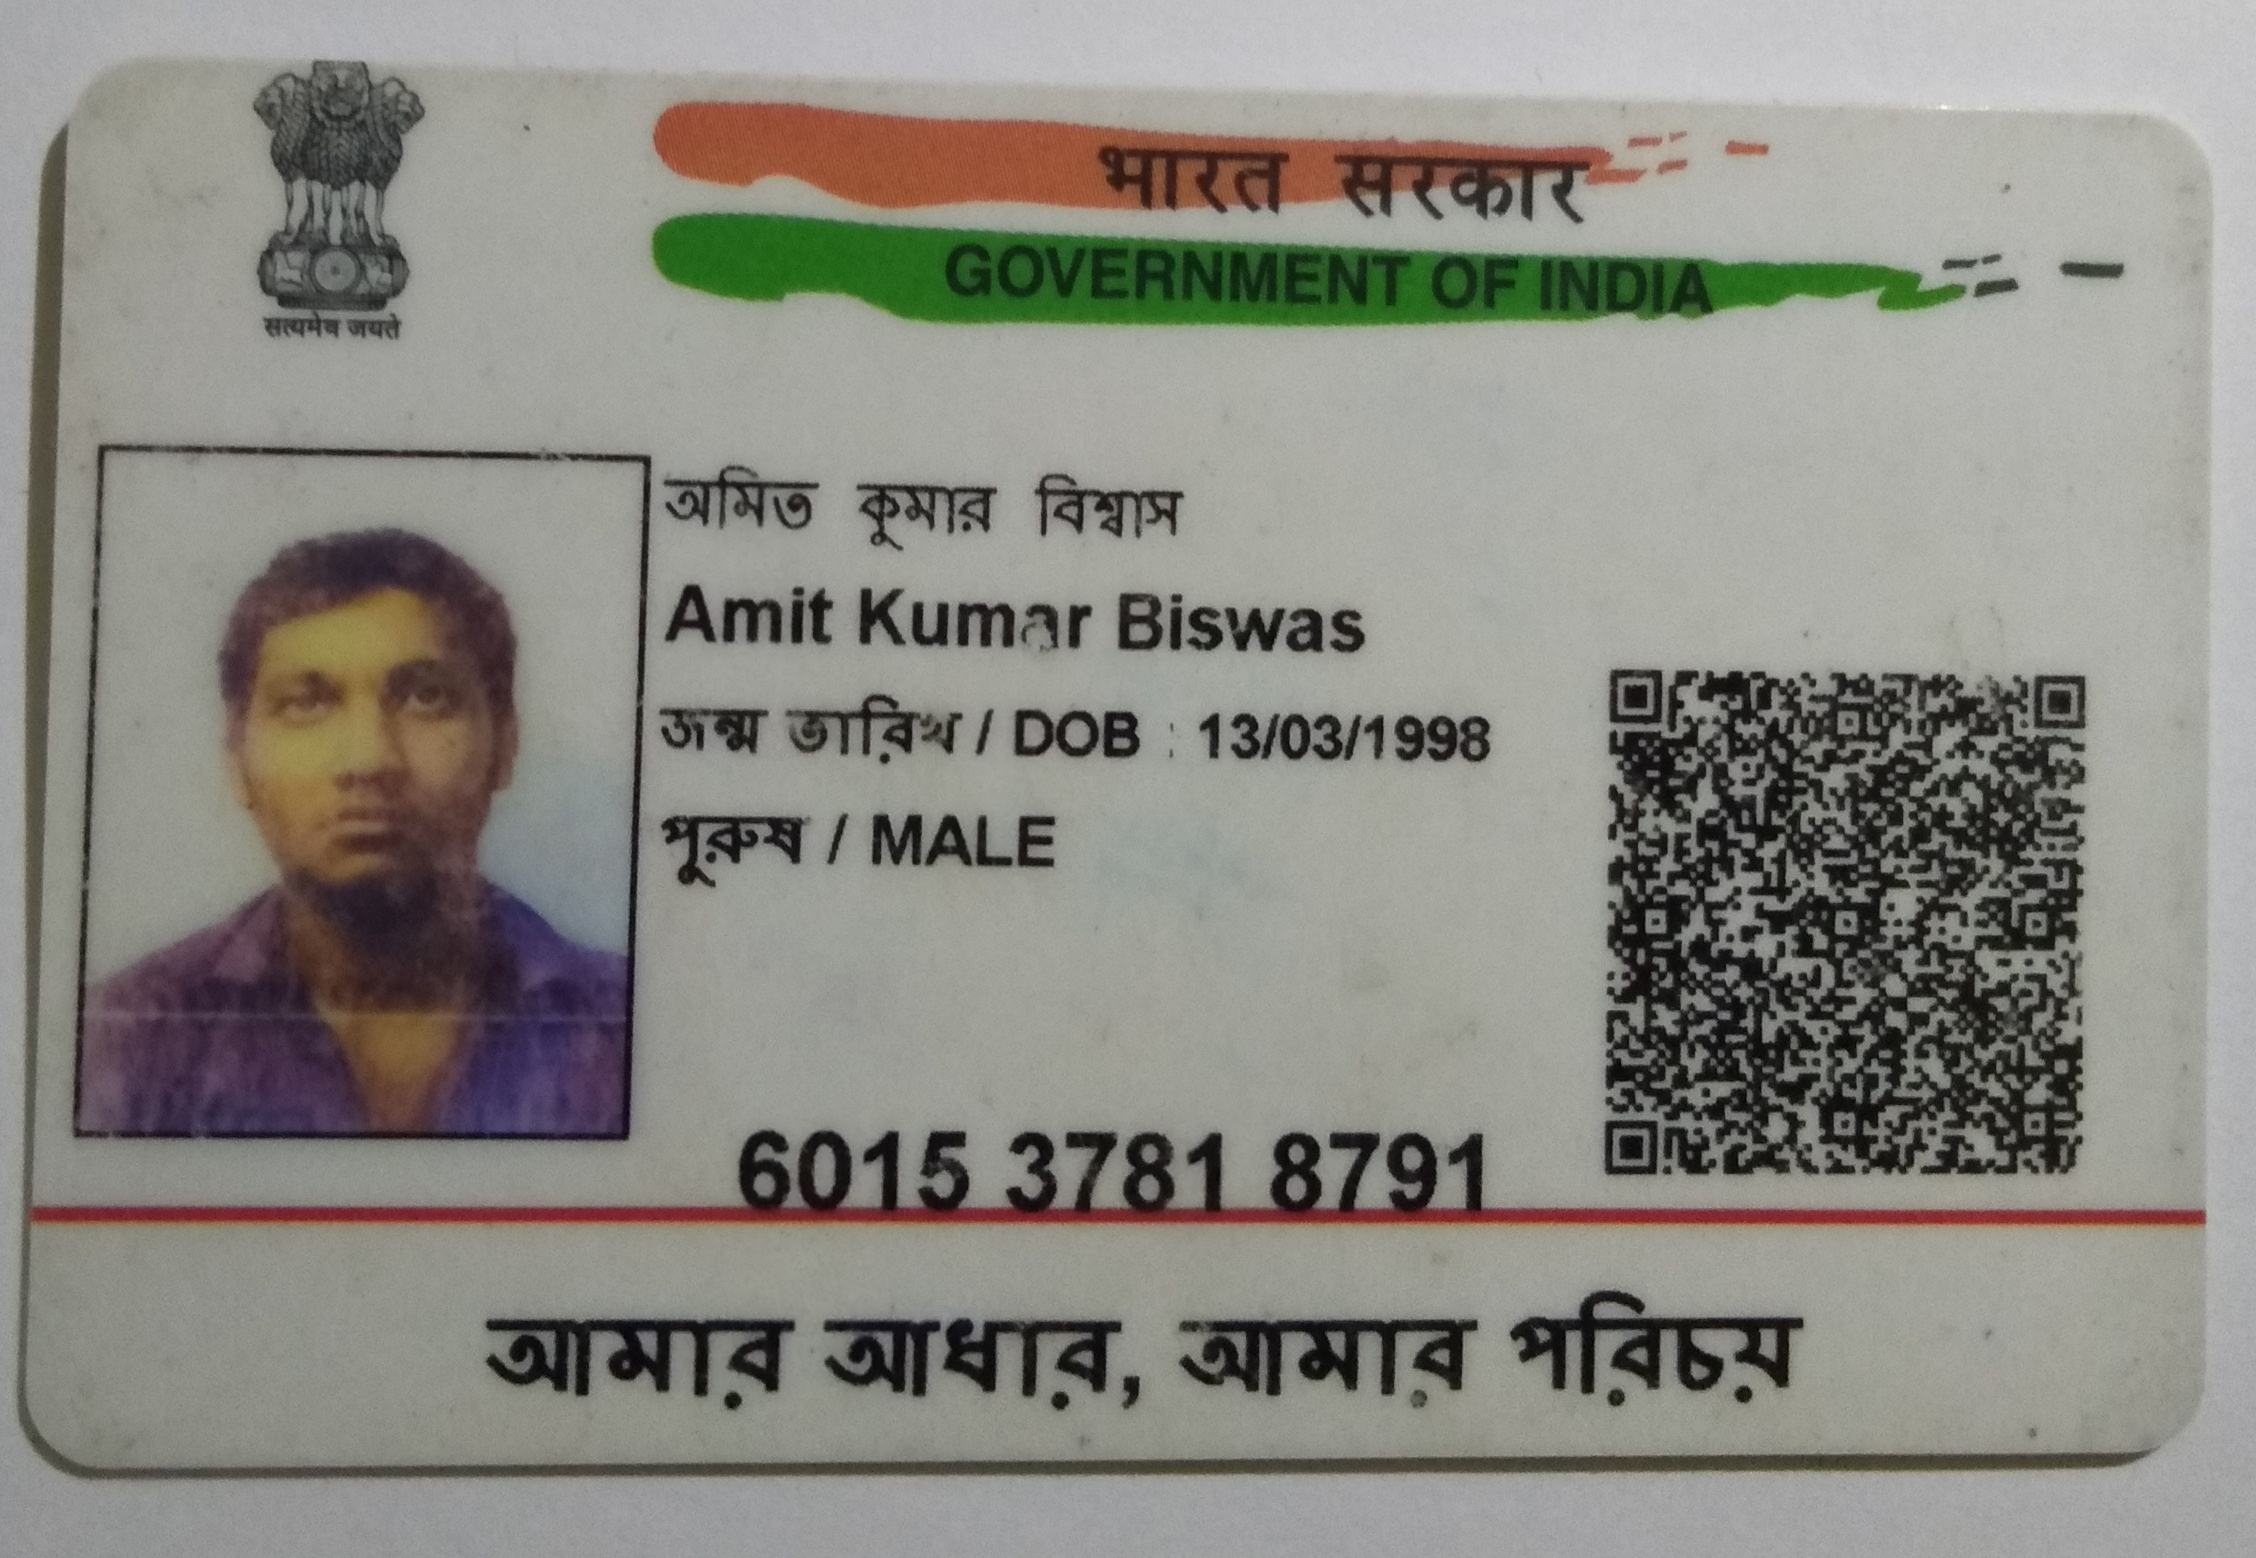 सत्यमेव जयते
भारत सरकार
GOVERNMENT OF INDIA
অমিত কুমার বিশ্বাস
Amit Kumar Biswas
জন্ম তারিখ / DOB : 13/03/1998
পুরুষ / MALE
6015 3781 8791
আমার আধার, আমার পরিচয়